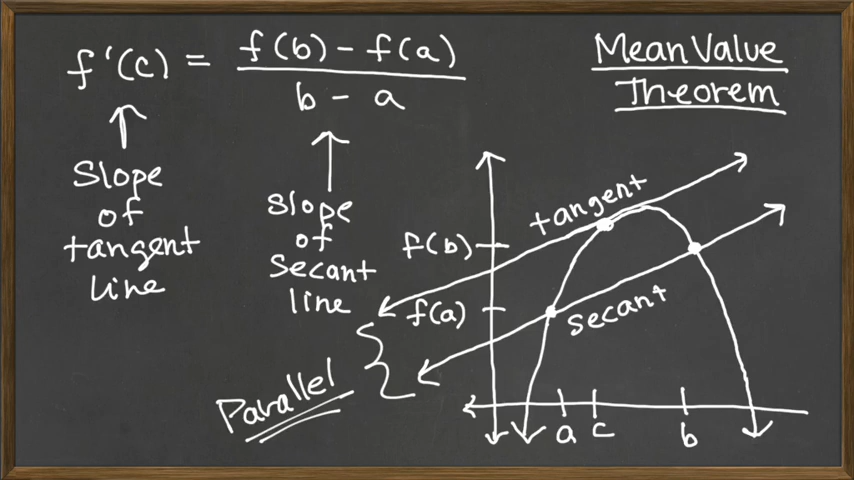 f'(c) = f(b) - f(a)
b - a
Mean Value
Theorem
Slope
of
tangent
line
Slope
of
Secant
line
Parallel
tangent
secant
f(b)
f(a)
a c b